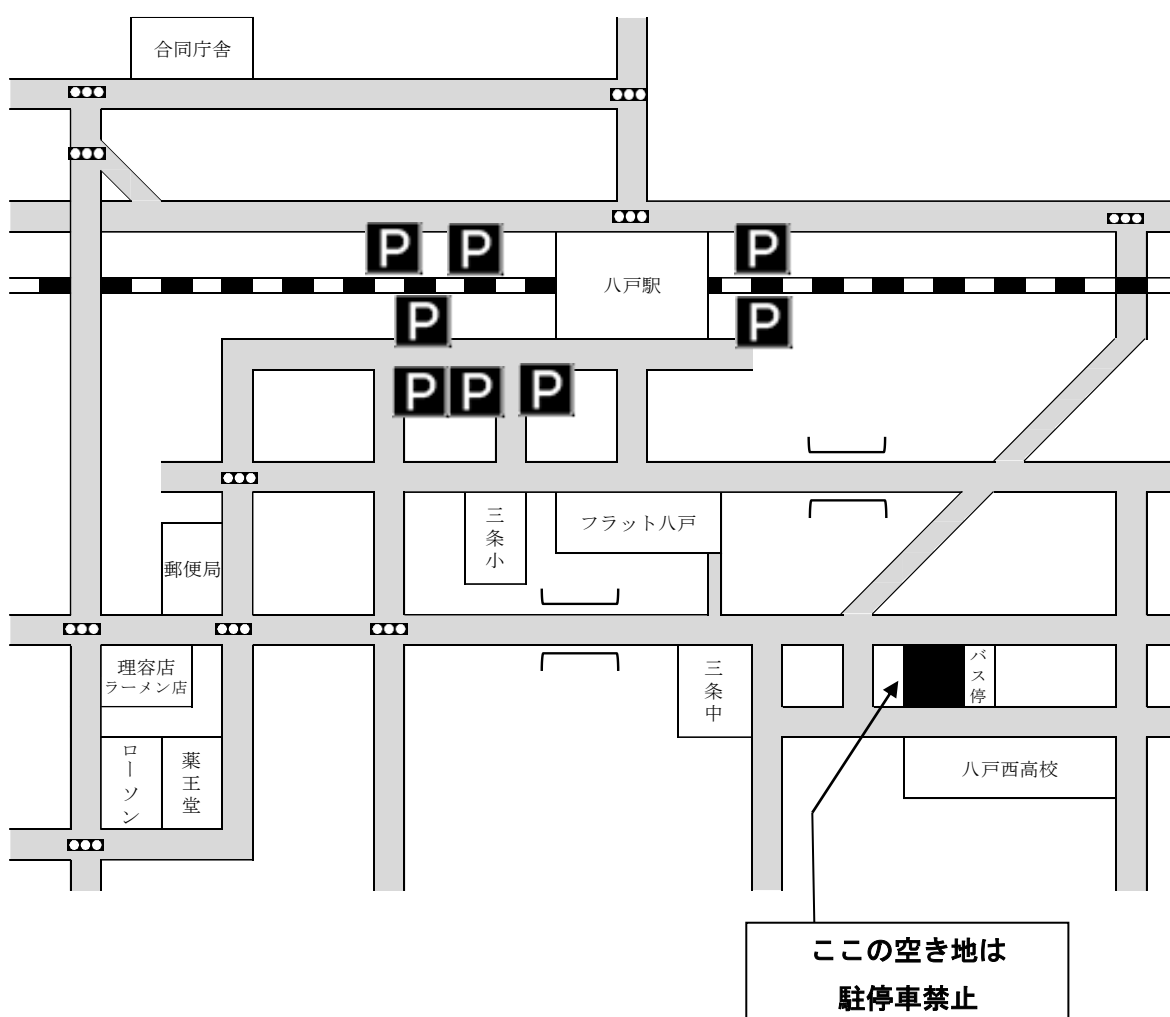 合同庁舎
P
P
P
八戸駅
P
P
P
P
P
三条小
フラット八戸
郵便局
理容店
ラーメン店
三条中
バス停
ローソン
薬王堂
八戸西高校
ここの空き地は
駐停車禁止